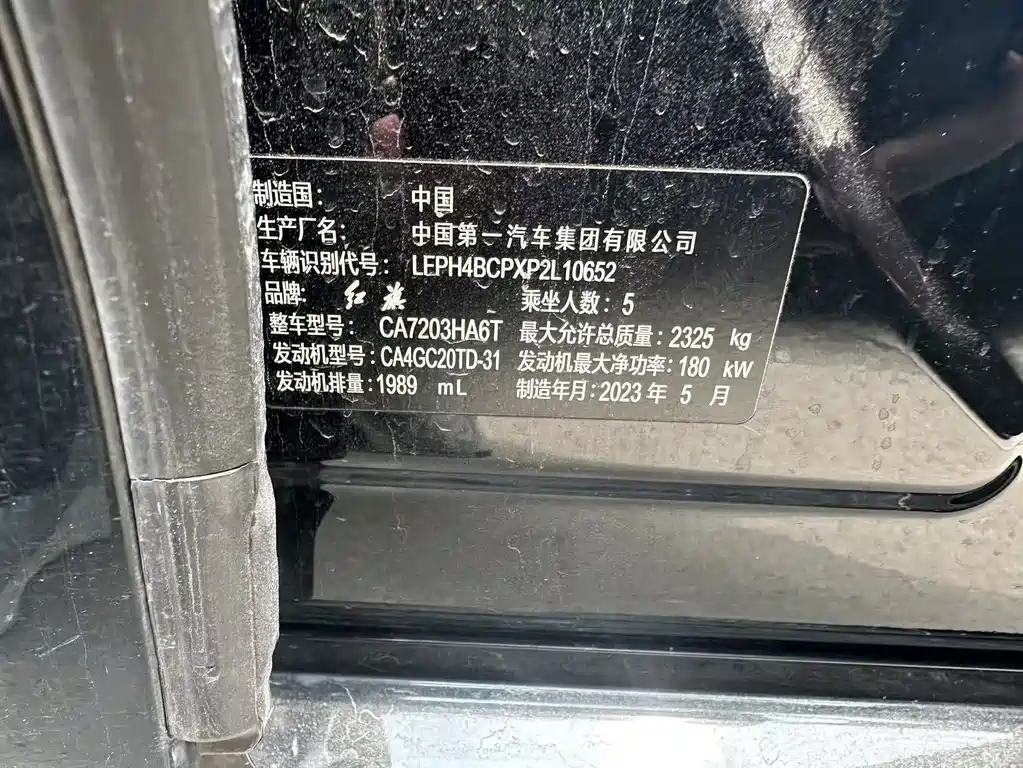 制造国： 中国
生产厂名： 中国第一汽车集团有限公司
车辆识别代号： LFPH4BCPXP2L10652
品牌: 红旗 乘坐人数：5
整车型号： CA7203HA6T 最大允许总质量：2325 kg
发动机型号：CA4GC20TD-31 发动机最大净功率：180 kW
发动机排量：1989 mL 制造年月：2023 年 5 月